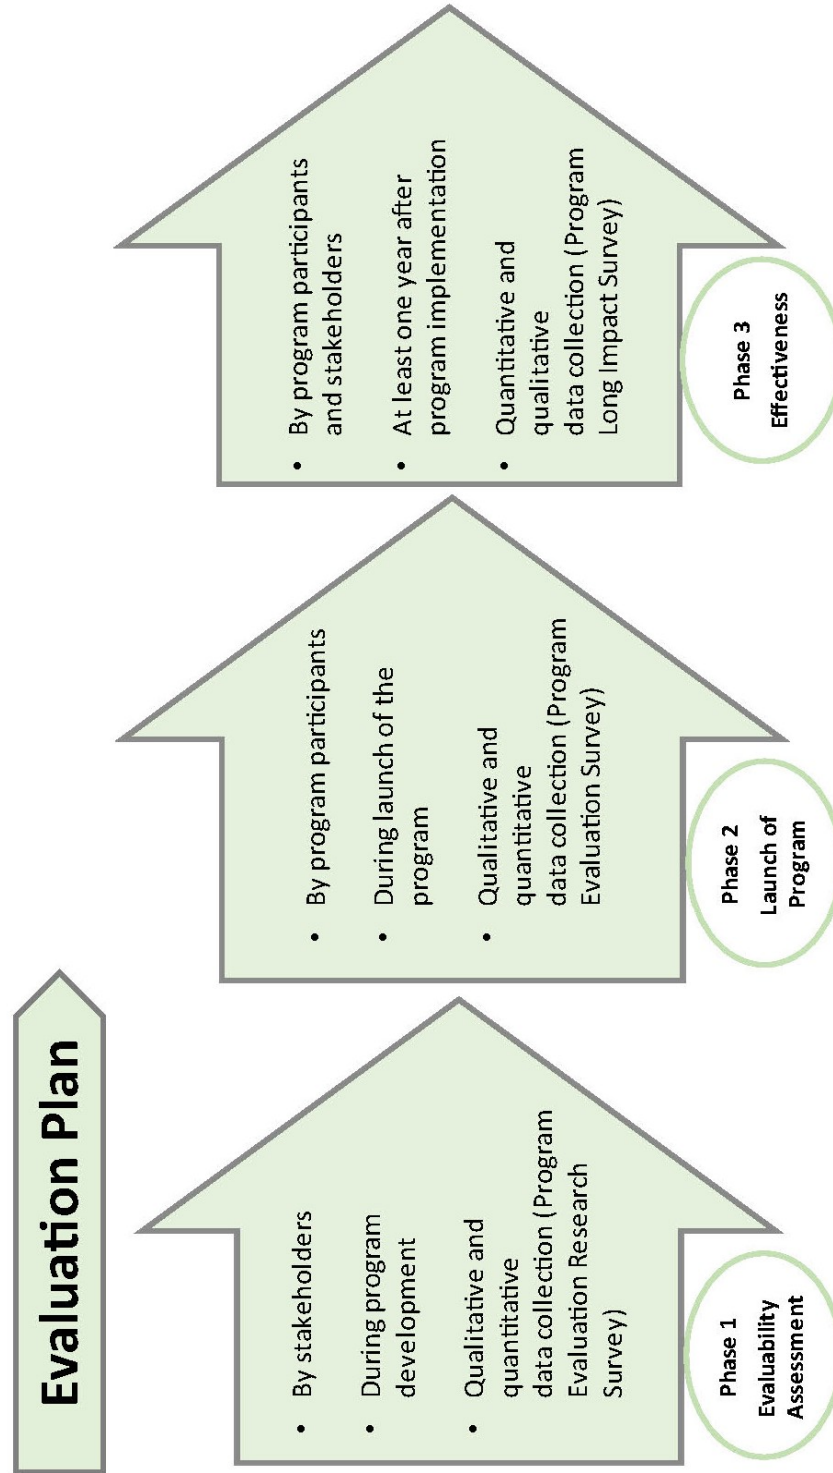 Evaluation Plan
• By stakeholders
• During program
development
• Qualitative and
quantitative
data collection (Program
Evaluation Research
Survey)
Phase 1
Evaluability
Assessment
• By program participants
• During launch of the
program
• Qualitative and
quantitative
data collection (Program
Evaluation Survey)
Phase 2
Launch of
Program
• By program participants
and stakeholders
• At least one year after
program implementation
• Quantitative and
qualitative
data collection (Program
Long Impact Survey)
Phase 3
Effectiveness